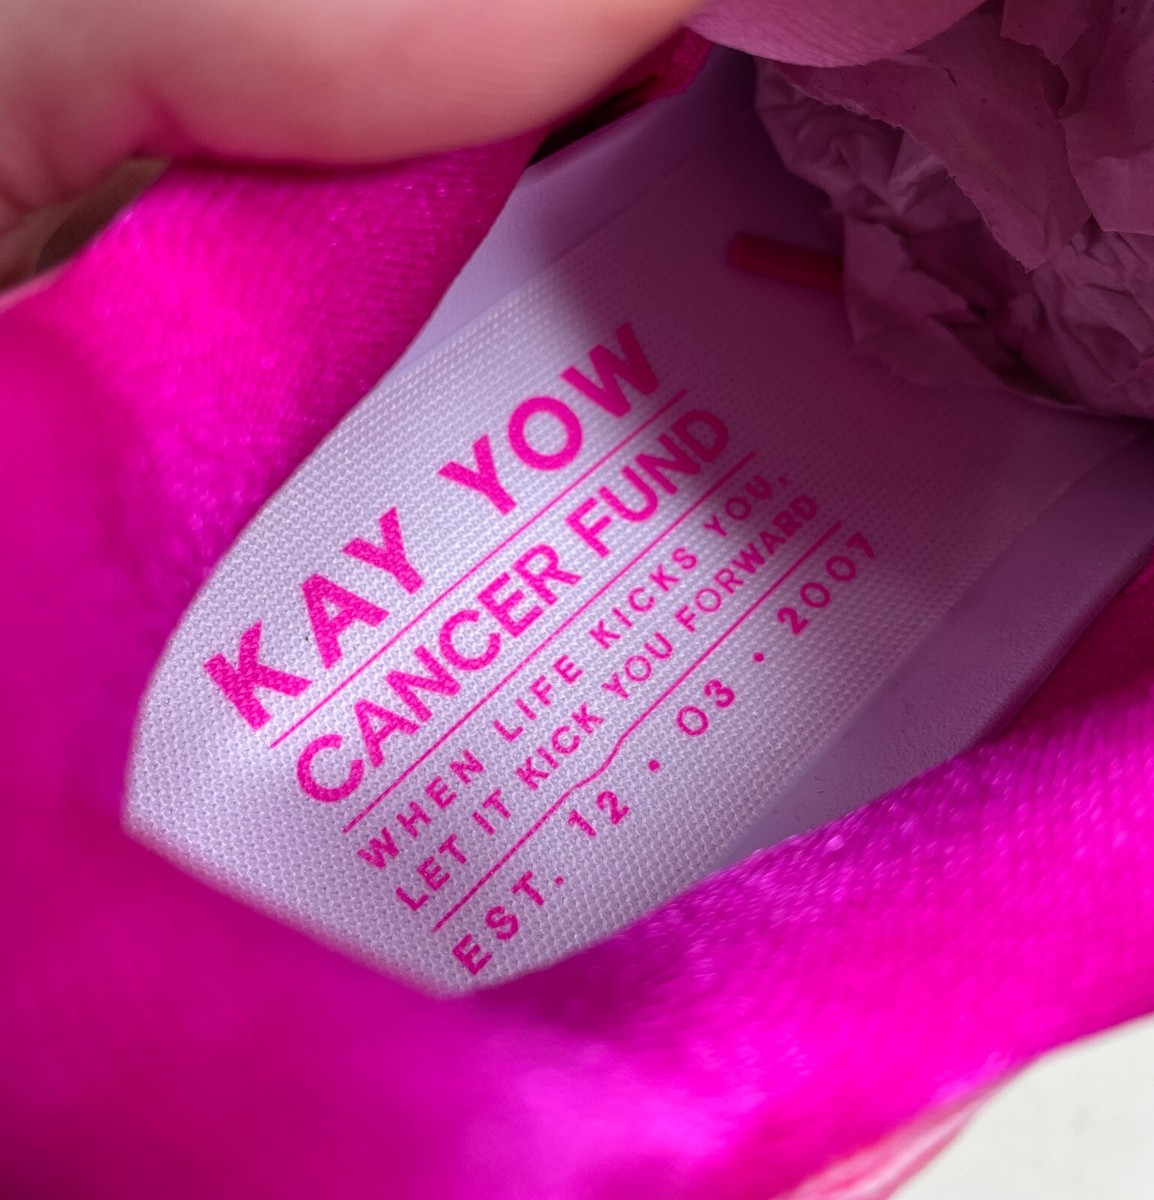 KAY YOW
CANCER FUND
WHEN LIFE KICKS YOU,
LET IT KICK YOU FORWARD
EST. 12 • 03 • 2007